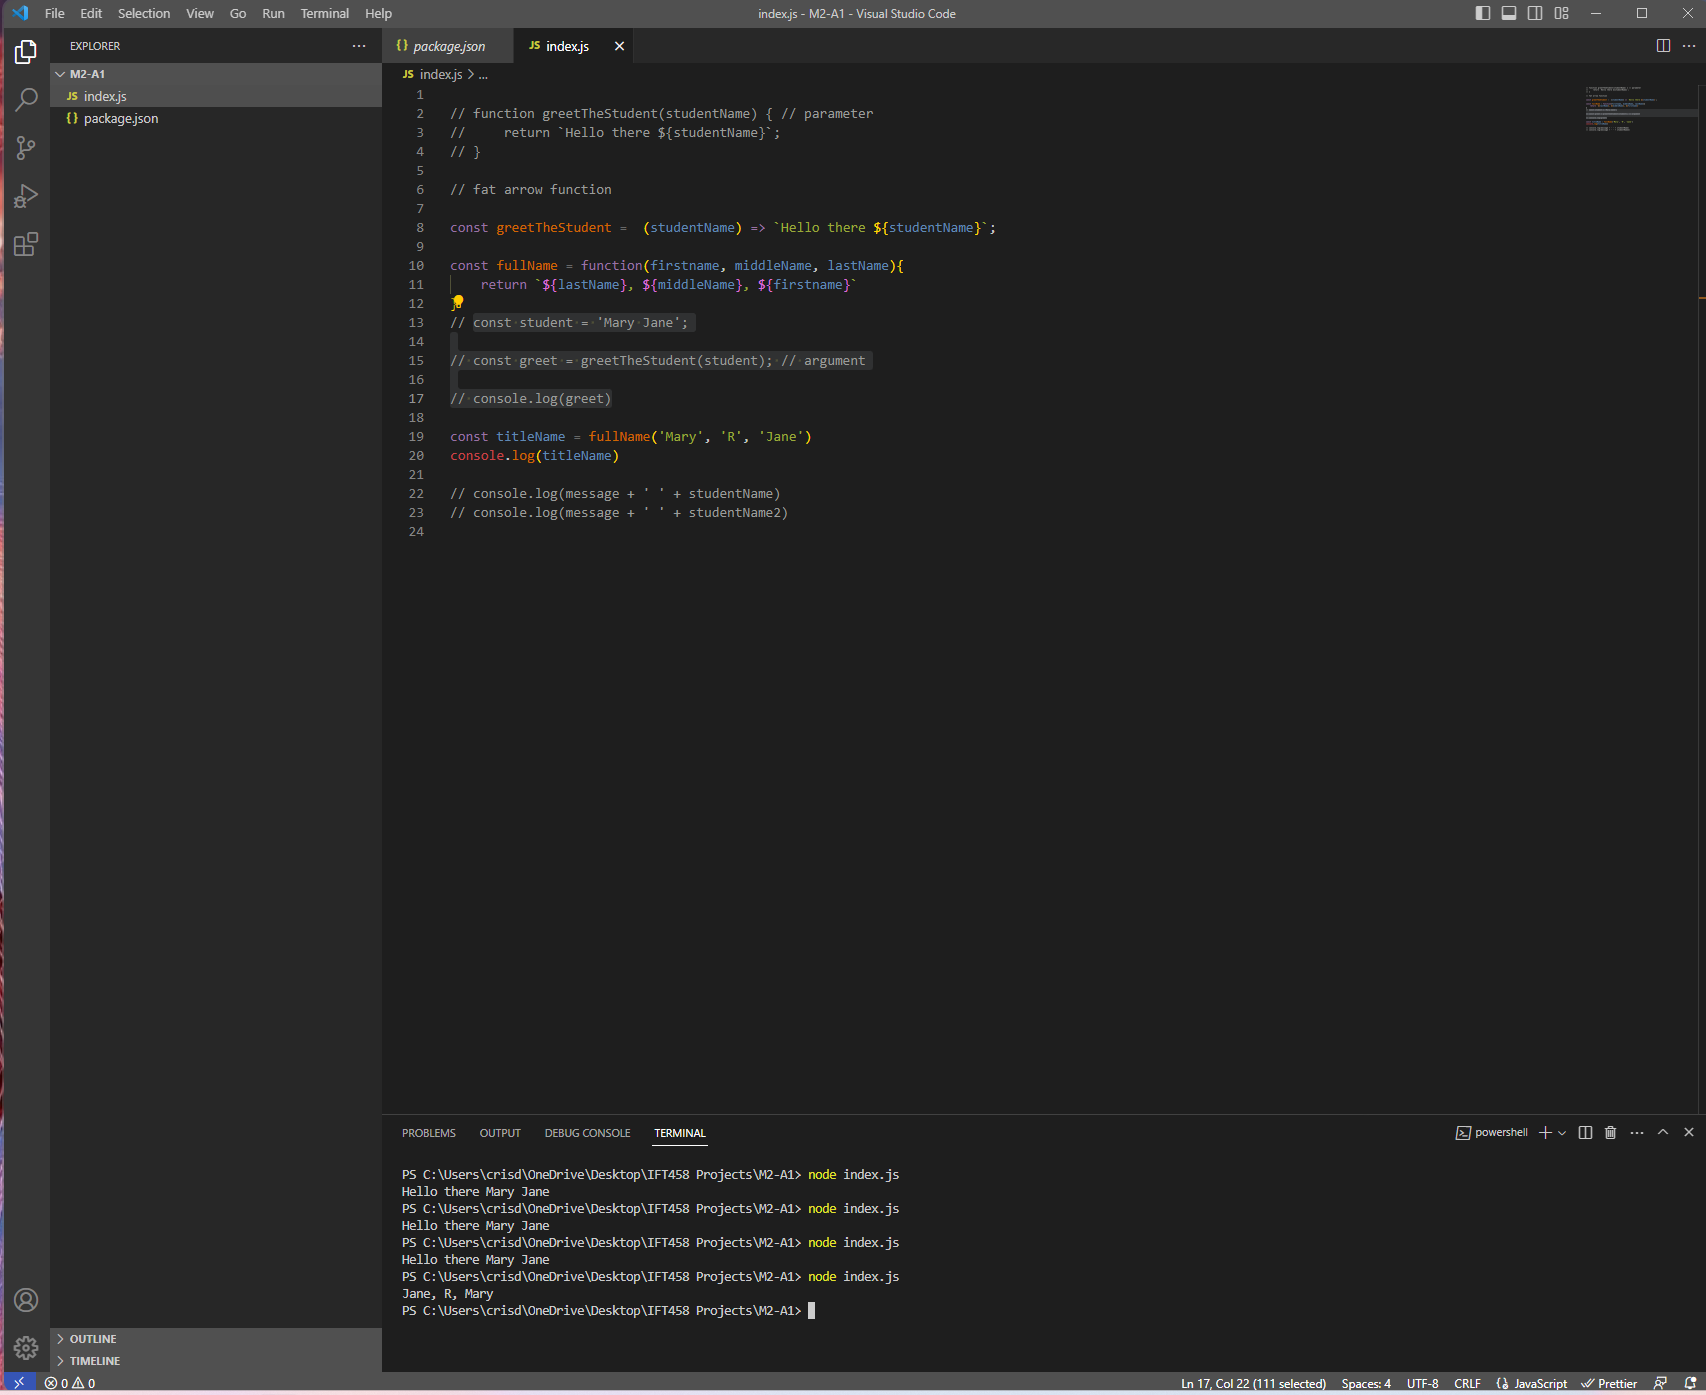 File Edit Selection View Go Run Terminal Help
index.js - M2-A1 - Visual Studio Code
EXPLORER
M2-A1
JS index.js
{} package.json
OUTLINE
TIMELINE
{} package.json
JS index.js
JS index.js > ...
1
2 // function greetTheStudent(studentName) { // parameter
3 //     return `Hello there ${studentName}`;
4 // }
5
6 // fat arrow function
7
8 const greetTheStudent =  (studentName) => `Hello there ${studentName}`;
9
10 const fullName = function(firstname, middleName, lastName){
11     return `${lastName}, ${middleName}, ${firstname}`
12 }
13 // const student = 'Mary Jane';
14
15 // const greet = greetTheStudent(student); // argument
16
17 // console.log(greet)
18
19 const titleName = fullName('Mary', 'R', 'Jane')
20 console.log(titleName)
21
22 // console.log(message + ' ' + studentName)
23 // console.log(message + ' ' + studentName2)
24
PROBLEMS OUTPUT DEBUG CONSOLE TERMINAL
powershell
PS C:\Users\crisd\OneDrive\Desktop\IFT458 Projects\M2-A1> node index.js
Hello there Mary Jane
PS C:\Users\crisd\OneDrive\Desktop\IFT458 Projects\M2-A1> node index.js
Hello there Mary Jane
PS C:\Users\crisd\OneDrive\Desktop\IFT458 Projects\M2-A1> node index.js
Hello there Mary Jane
PS C:\Users\crisd\OneDrive\Desktop\IFT458 Projects\M2-A1> node index.js
Jane, R, Mary
PS C:\Users\crisd\OneDrive\Desktop\IFT458 Projects\M2-A1>
0 0
Ln 17, Col 22 (111 selected) Spaces: 4 UTF-8 CRLF {} JavaScript Prettier